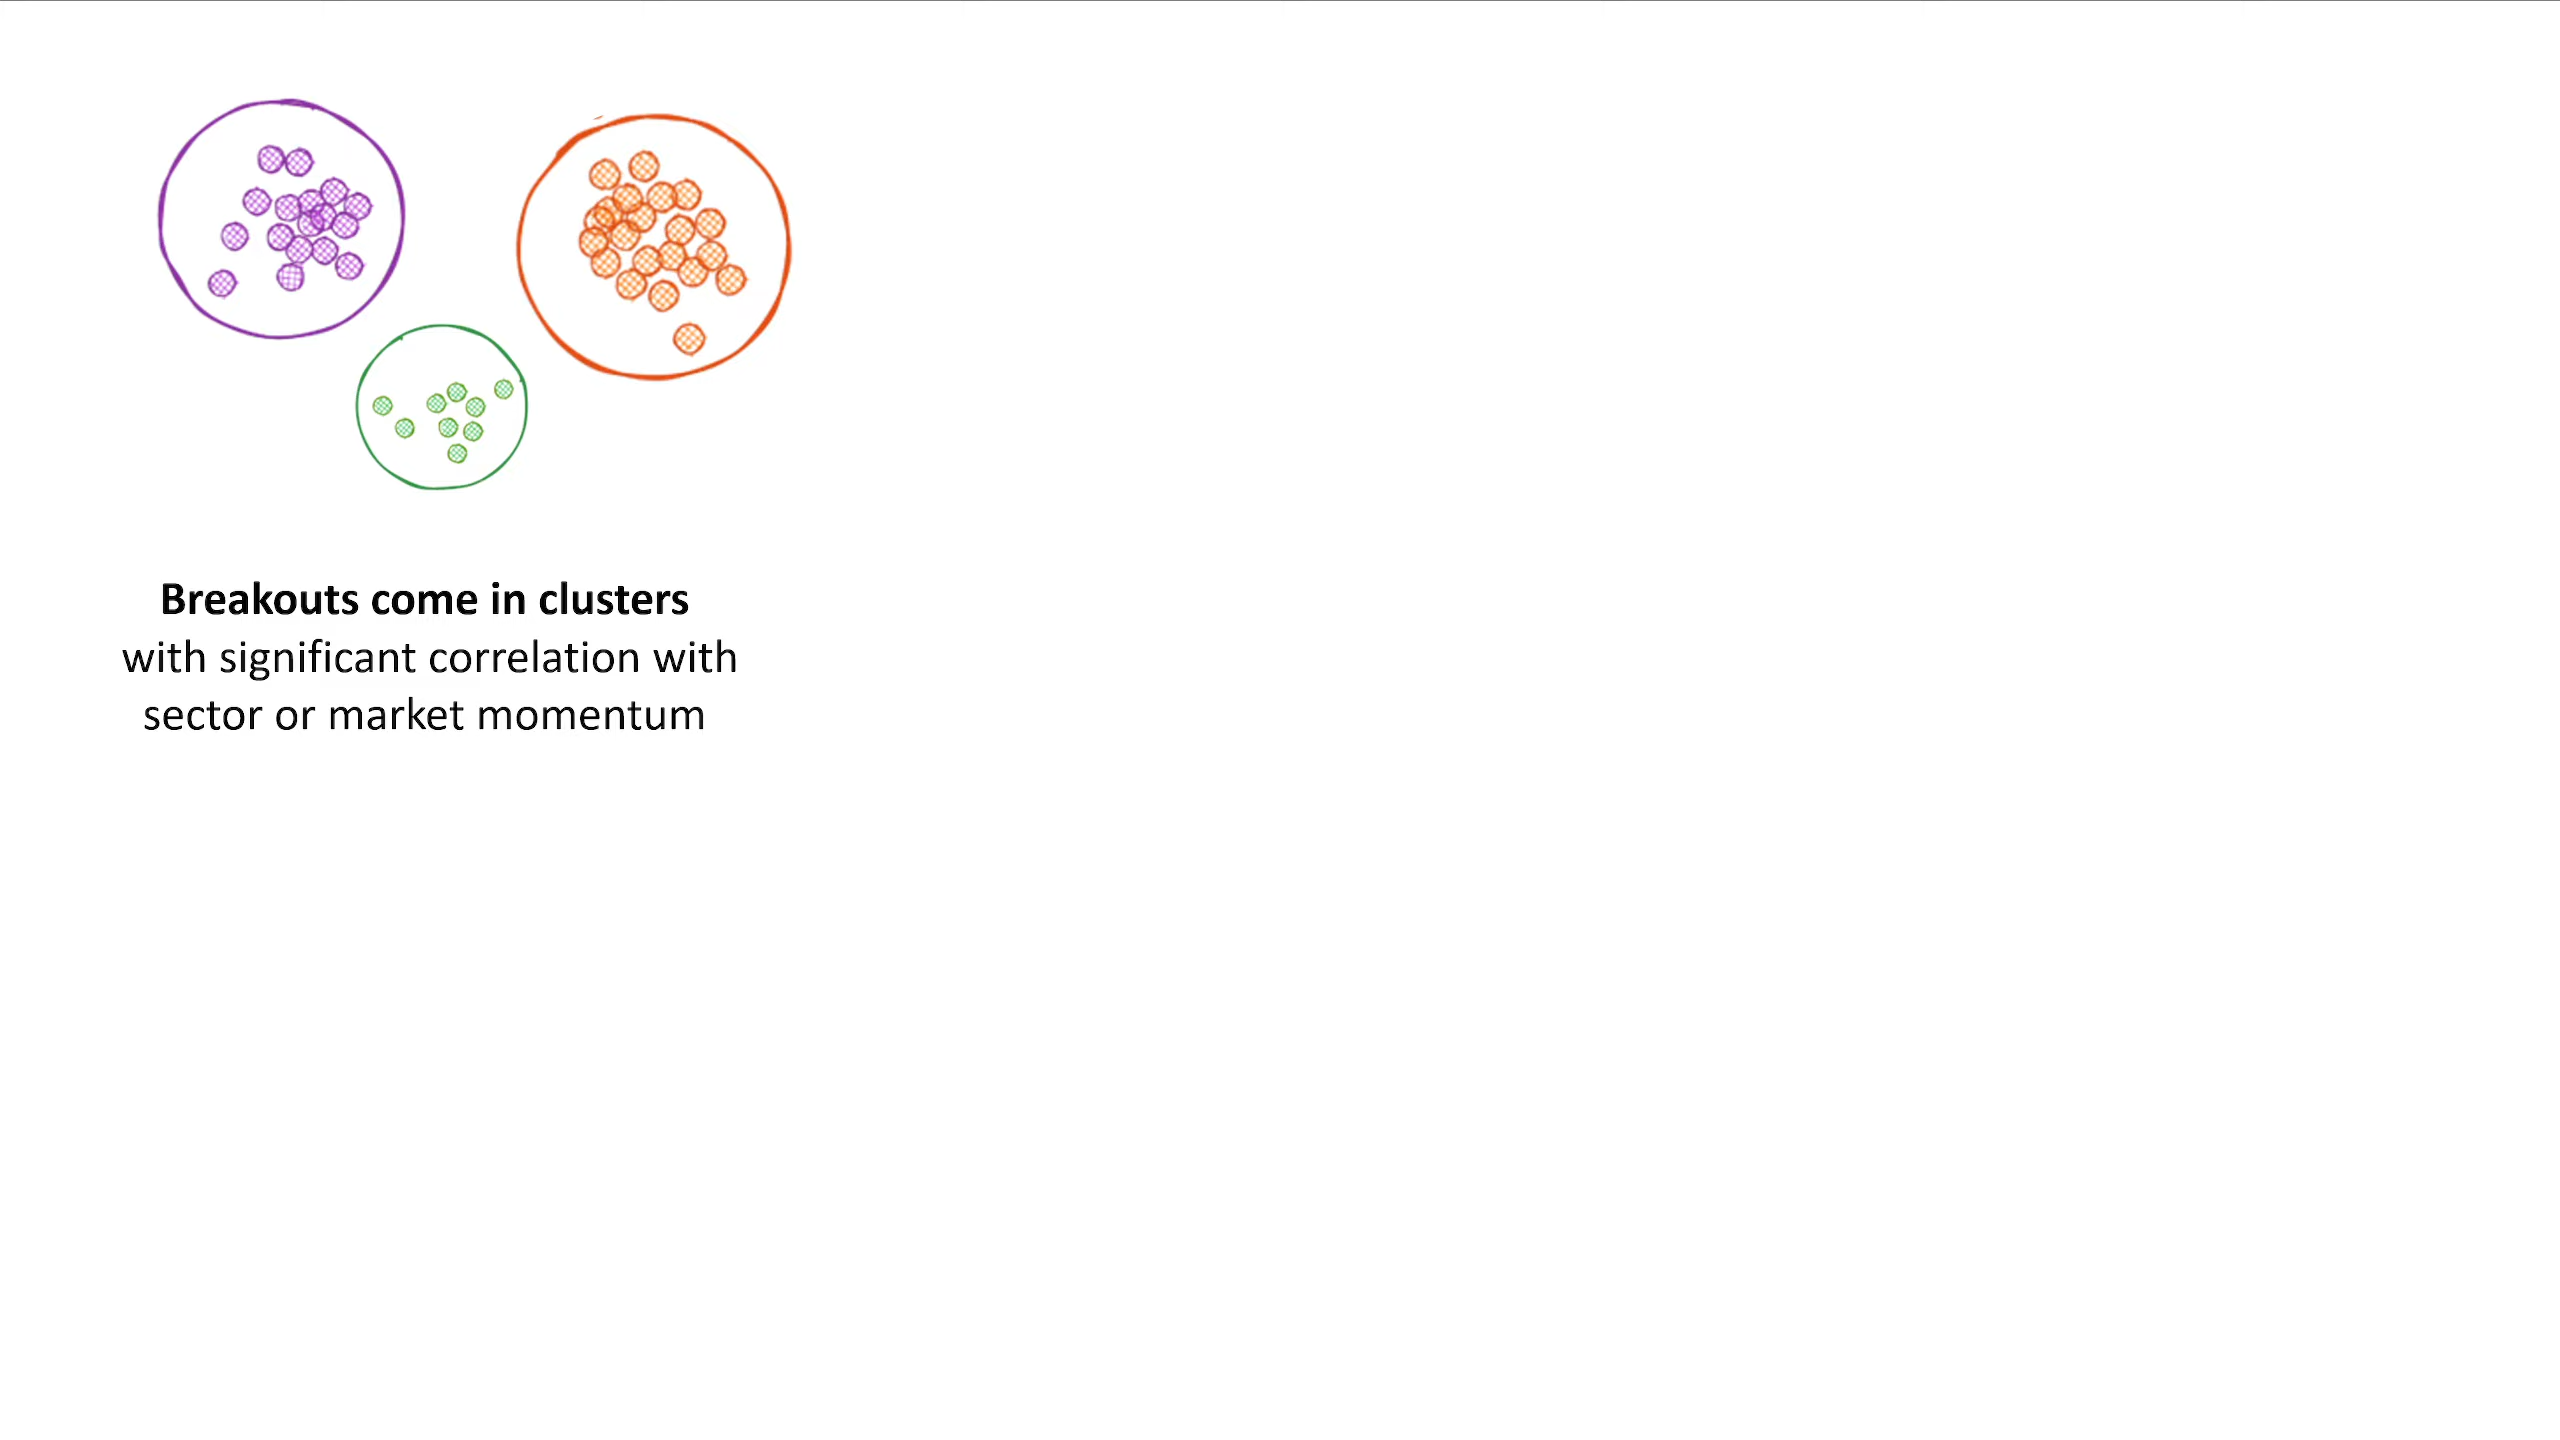 Breakouts come in clusters
with significant correlation with
sector or market momentum